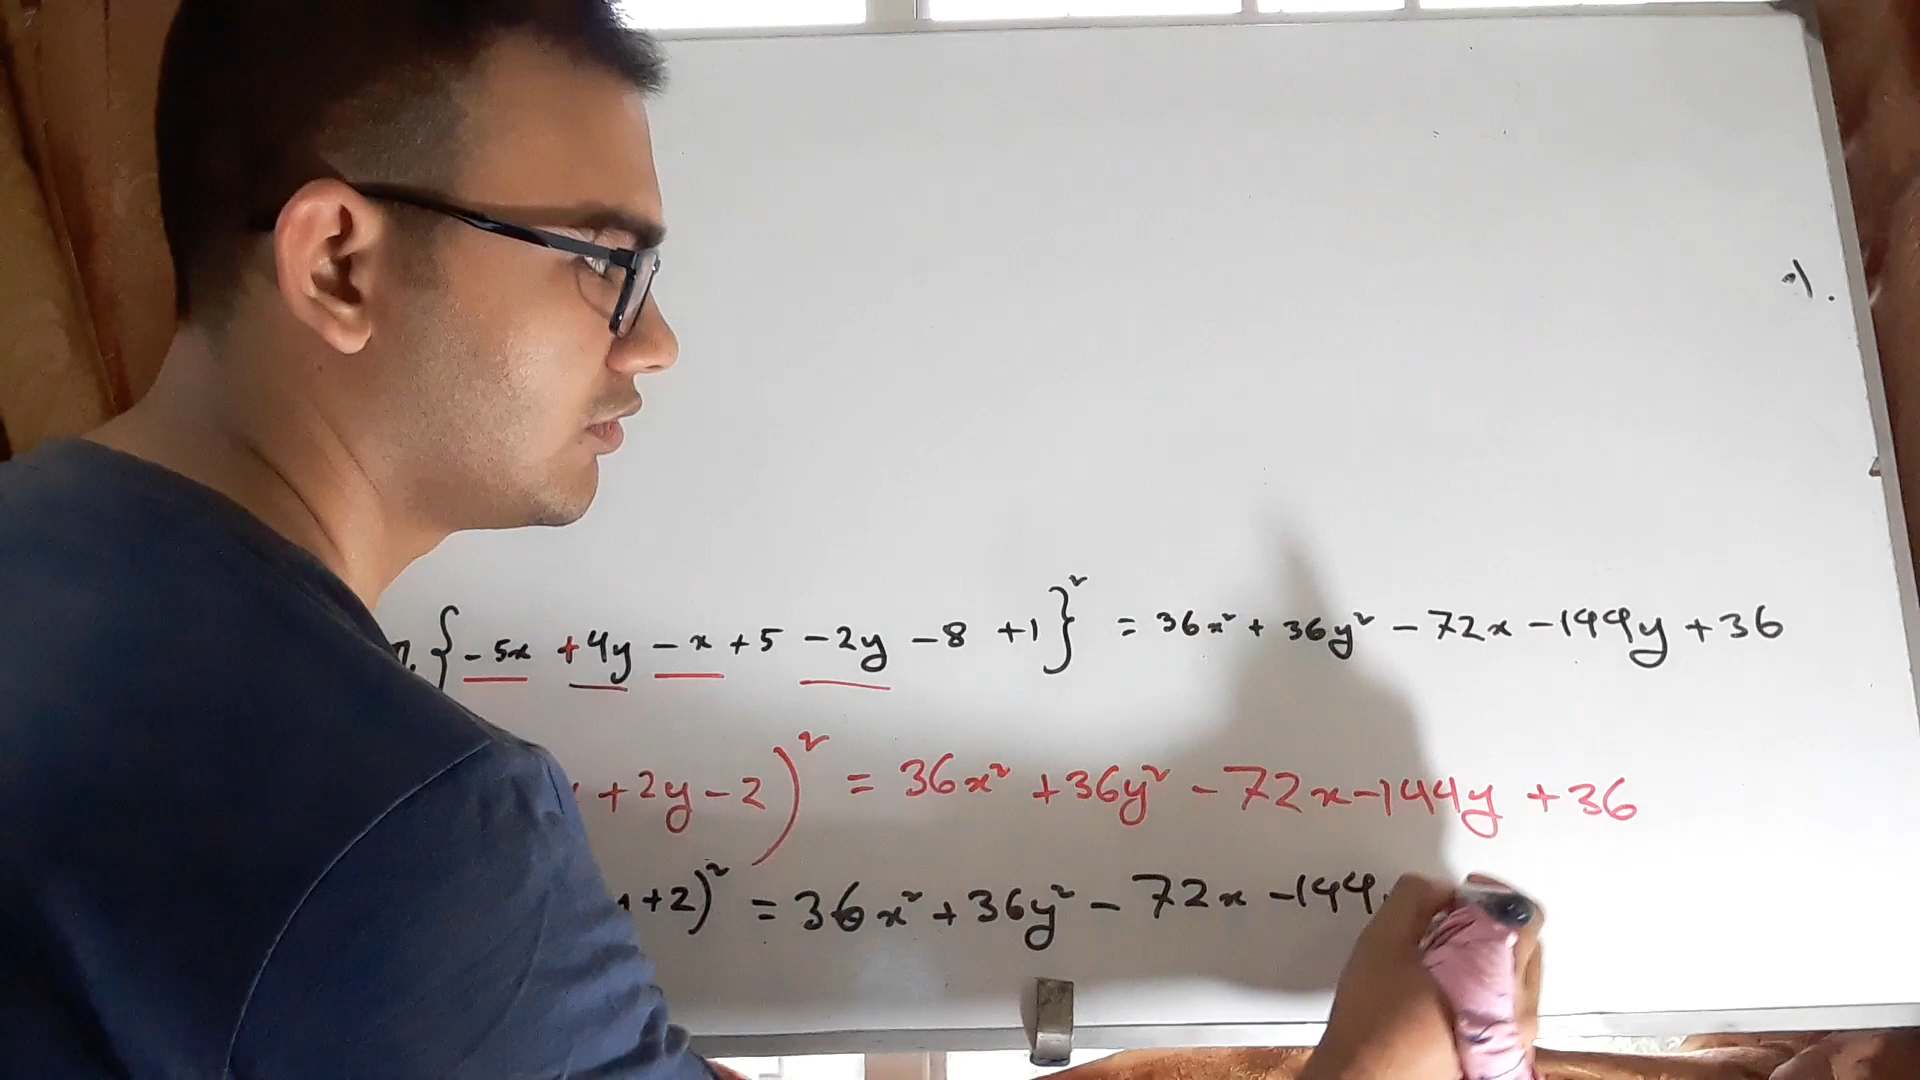 {-5x +4y -x +5 -2y -8 +1}² = 36x² + 36y² - 72x - 144y + 36
+2y-2)² = 36x² +36y² - 72x-144y +36
+2)² = 36x² + 36y² - 72x - 144